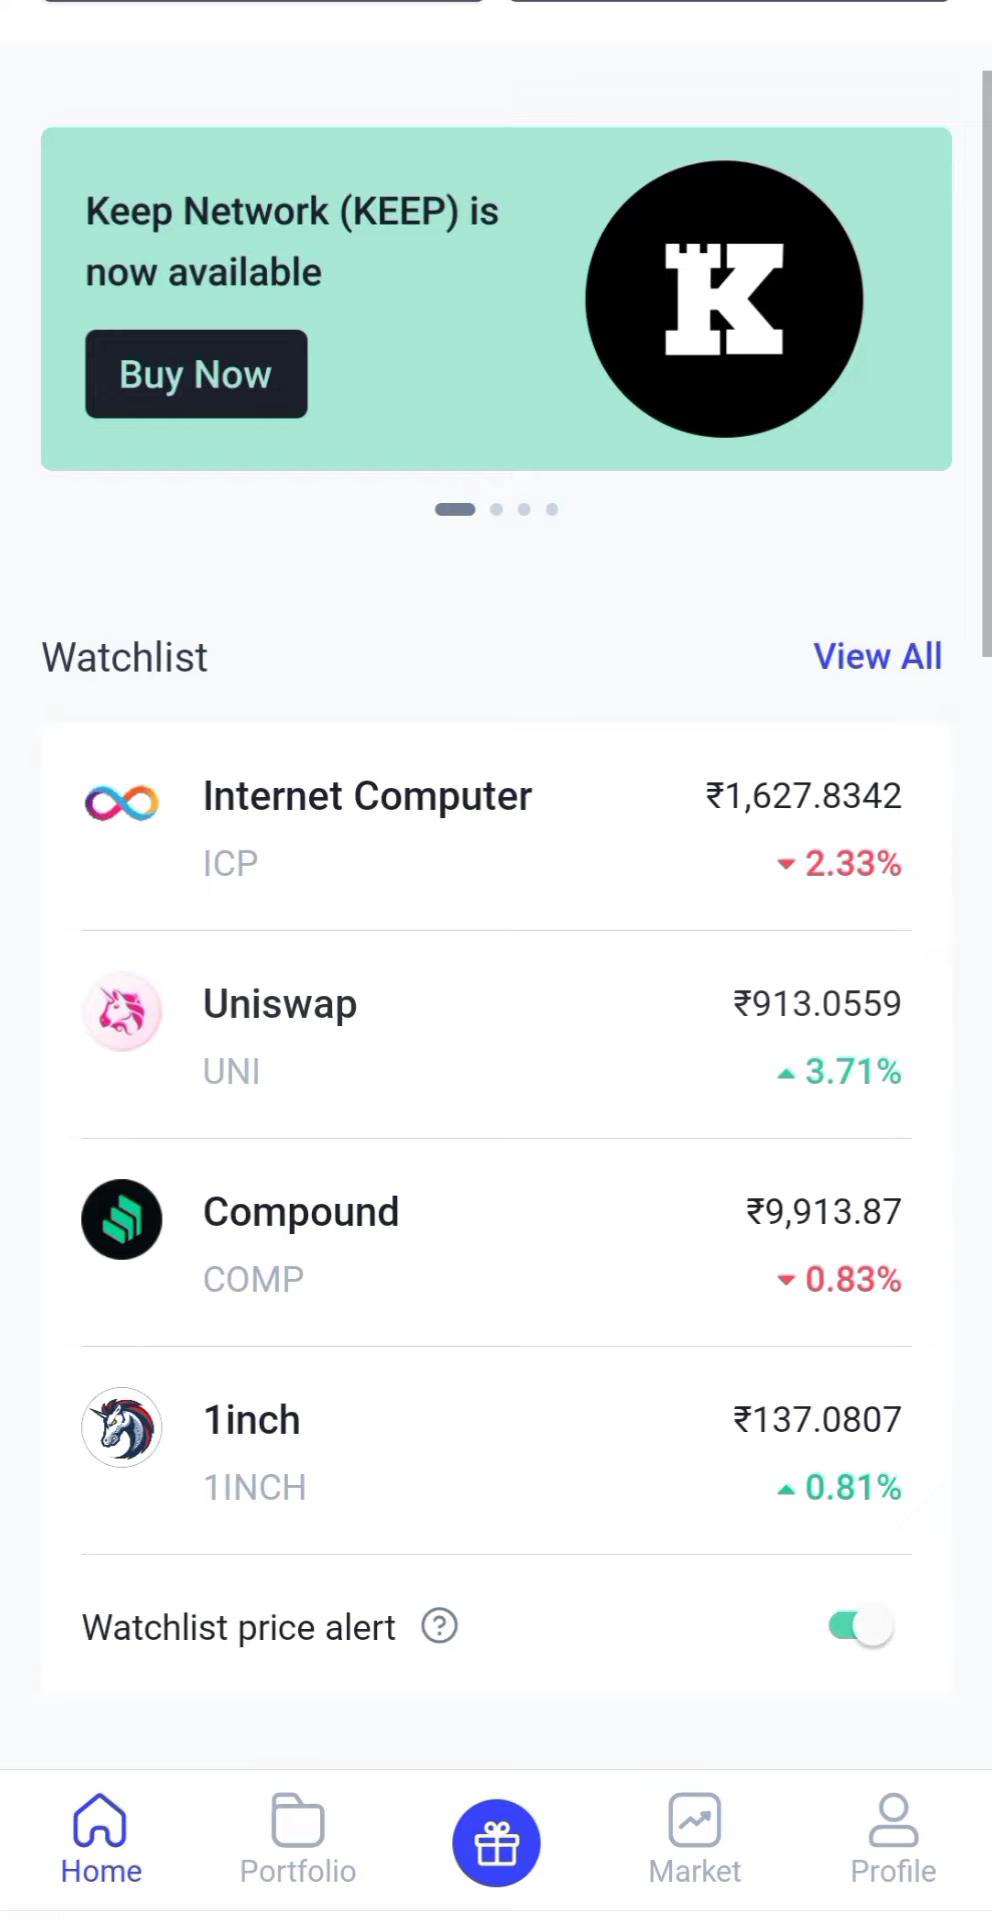 Keep Network (KEEP) is
now available
Buy Now
Watchlist
View All
Internet Computer
₹1,627.8342
ICP
2.33%
Uniswap
₹913.0559
UNI
3.71%
Compound
₹9,913.87
COMP
0.83%
1inch
₹137.0807
1INCH
0.81%
Watchlist price alert ?
Home
Portfolio
Market
Profile